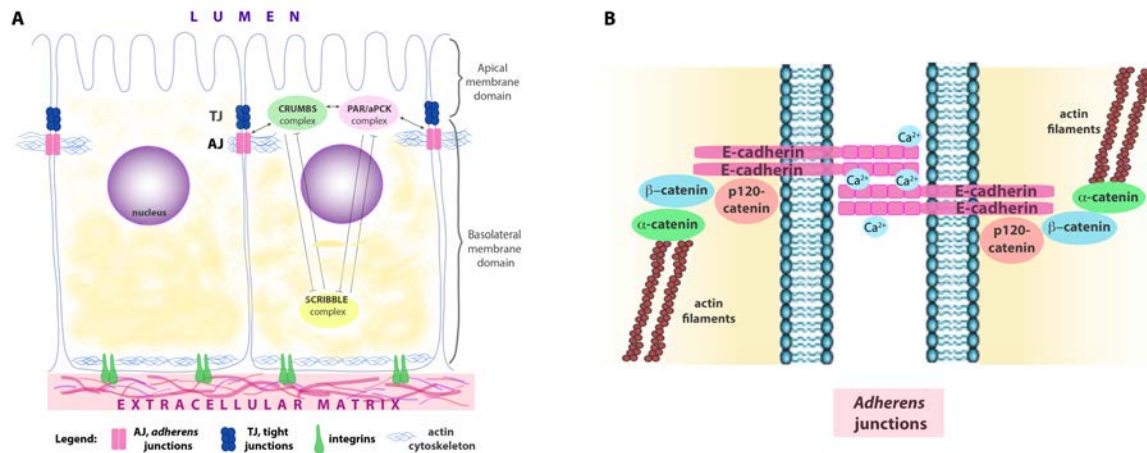 A
L U M E N
Apical
membrane
domain
TJ
CRUMBS
complex
PAR/aPCK
complex
AJ
nucleus
Basolateral
membrane
domain
SCRIBBLE
complex
EXTRACELLULAR MATRIX
Legend:
AJ, adherens
junctions
TJ, tight
junctions
integrins
actin
cytoskeleton
B
actin
filaments
Ca²⁺
E-cadherin
E-cadherin
Ca²⁺
Ca²⁺
β-catenin
p120-
catenin
α-catenin
E-cadherin
E-cadherin
α-catenin
Ca²⁺
p120-
catenin
β-catenin
actin
filaments
Adherens
junctions